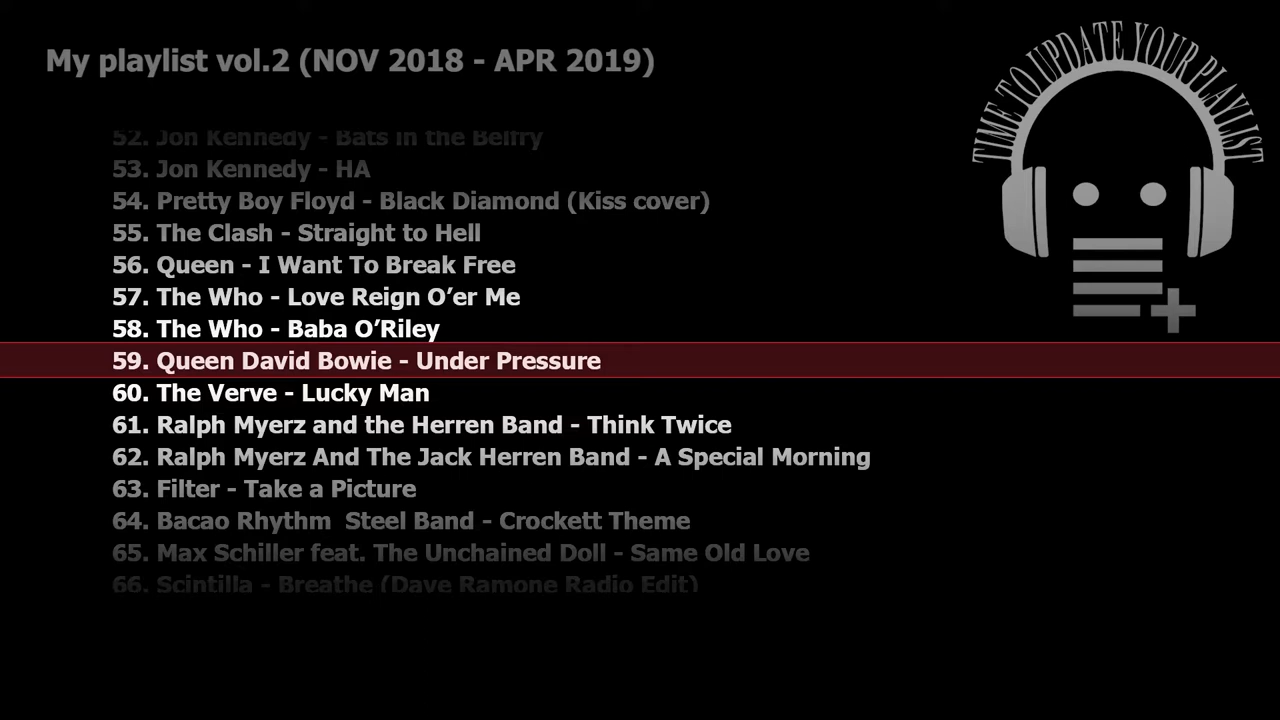 My playlist vol.2 (NOV 2018 - APR 2019)
TIME TO UPDATE YOUR PLAYLIST
52. Jon Kennedy - Bats in the Belfry
53. Jon Kennedy - HA
54. Pretty Boy Floyd - Black Diamond (Kiss cover)
55. The Clash - Straight to Hell
56. Queen - I Want To Break Free
57. The Who - Love Reign O’er Me
58. The Who - Baba O’Riley
59. Queen David Bowie - Under Pressure
60. The Verve - Lucky Man
61. Ralph Myerz and the Herren Band - Think Twice
62. Ralph Myerz And The Jack Herren Band - A Special Morning
63. Filter - Take a Picture
64. Bacao Rhythm  Steel Band - Crockett Theme
65. Max Schiller feat. The Unchained Doll - Same Old Love
66. Scintilla - Breathe (Dave Ramone Radio Edit)